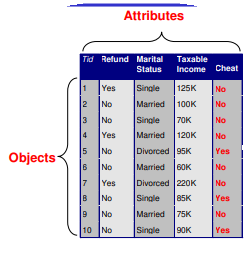 Attributes
Tid Refund Marital Status Taxable Income Cheat
1 Yes Single 125K No
2 No Married 100K No
3 No Single 70K No
4 Yes Married 120K No
5 No Divorced 95K Yes
Objects
6 No Married 60K No
7 Yes Divorced 220K No
8 No Single 85K Yes
9 No Married 75K No
10 No Single 90K Yes